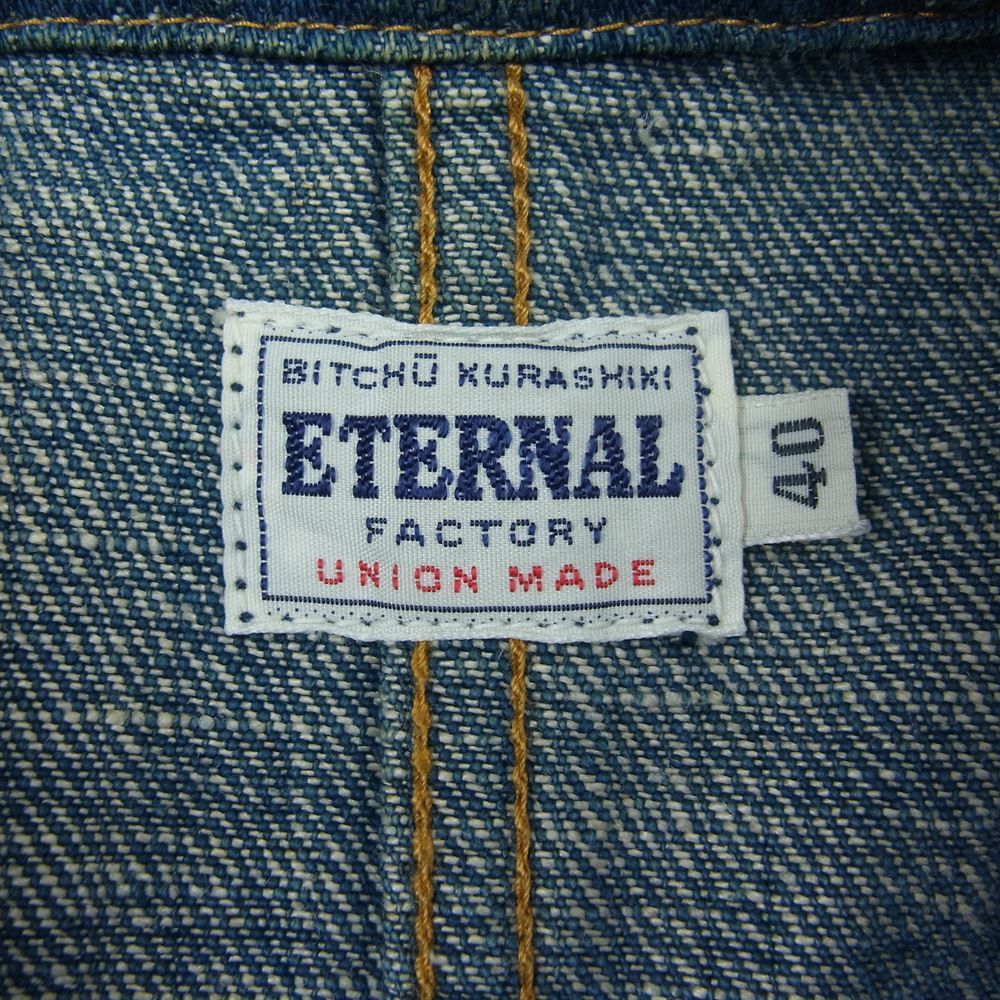 BITCHŪ KURASHIKI
ETERNAL
FACTORY
UNION MADE
40